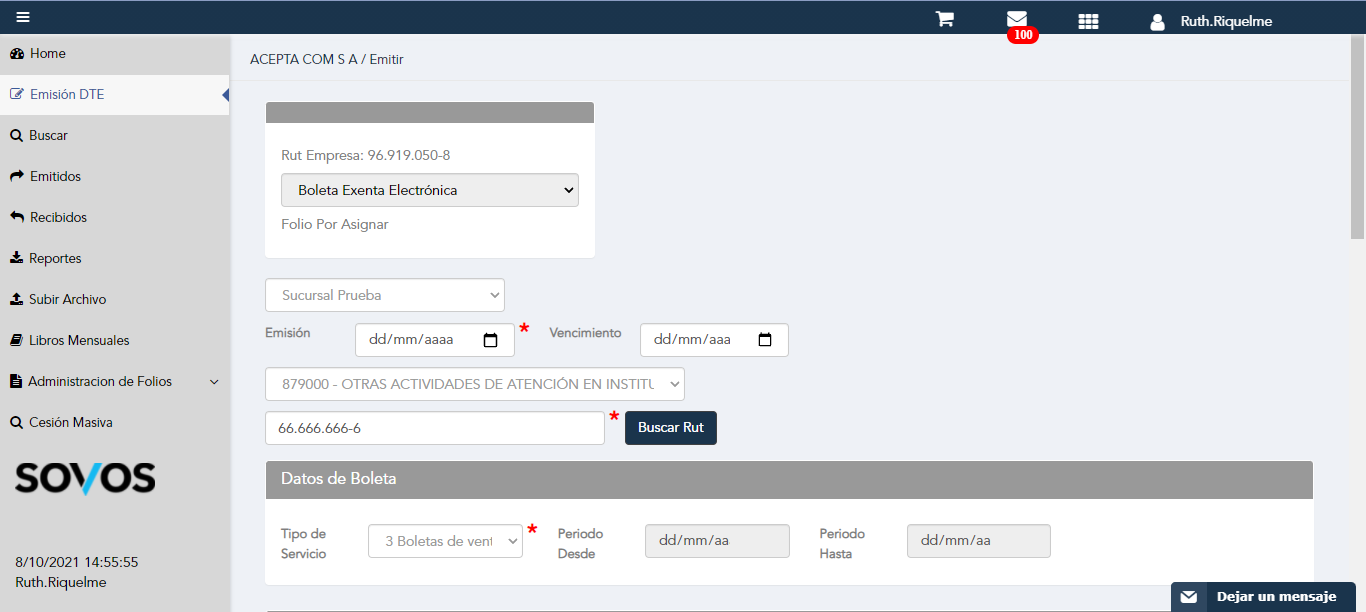 100
Ruth.Riquelme
Home
Emisión DTE
Buscar
Emitidos
Recibidos
Reportes
Subir Archivo
Libros Mensuales
Administracion de Folios
Cesión Masiva
SOVOS
8/10/2021 14:55:55
Ruth.Riquelme
ACEPTA COM S A / Emitir
Rut Empresa: 96.919.050-8
Boleta Exenta Electrónica
Folio Por Asignar
Sucursal Prueba
Emisión dd/mm/aaaa * Vencimiento dd/mm/aaa
879000 - OTRAS ACTIVIDADES DE ATENCIÓN EN INSTITU
66.666.666-6 * Buscar Rut
Datos de Boleta
Tipo de Servicio 3 Boletas de vent * Periodo Desde dd/mm/aa Periodo Hasta dd/mm/aa
Dejar un mensaje